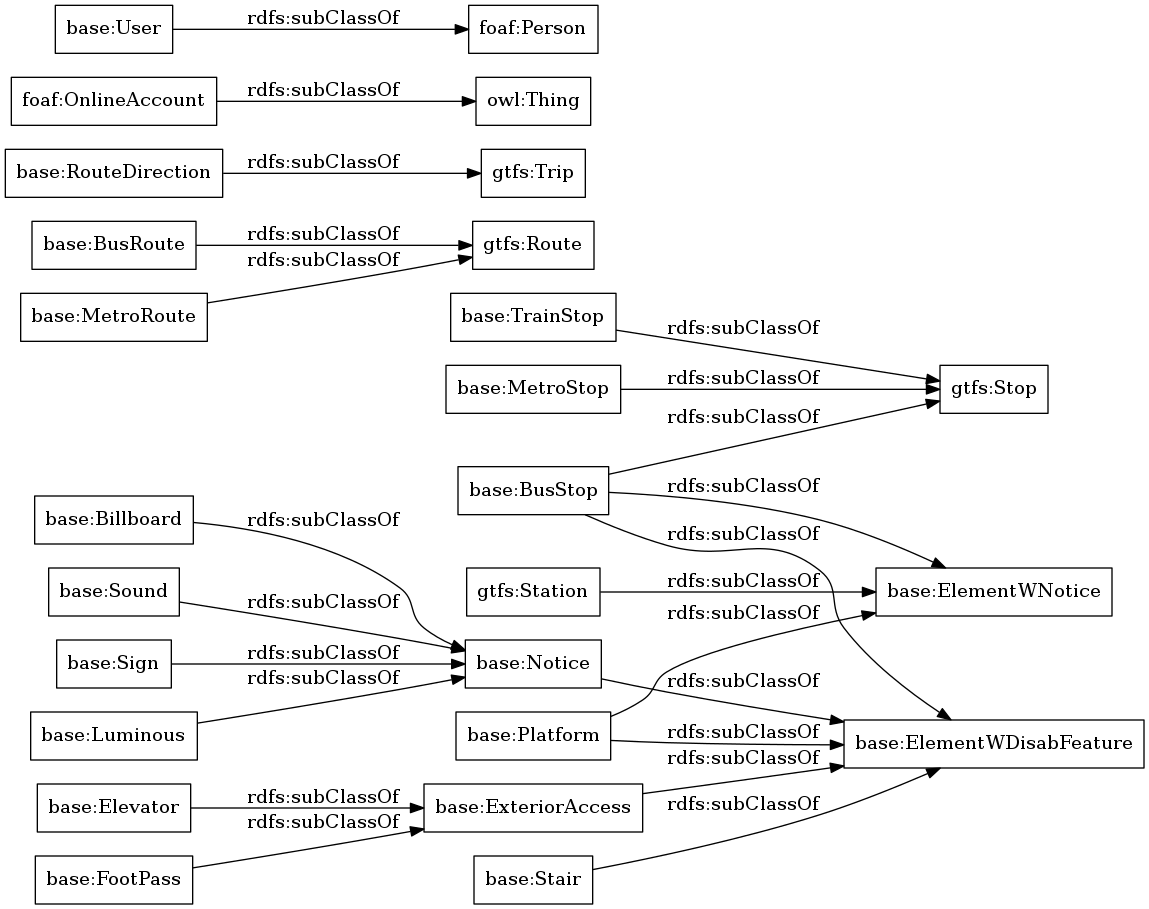 base:User
rdfs:subClassOf
foaf:Person
foaf:OnlineAccount
rdfs:subClassOf
owl:Thing
base:RouteDirection
rdfs:subClassOf
gtfs:Trip
base:BusRoute
rdfs:subClassOf
gtfs:Route
rdfs:subClassOf
base:MetroRoute
base:TrainStop
rdfs:subClassOf
base:MetroStop
rdfs:subClassOf
gtfs:Stop
rdfs:subClassOf
base:BusStop
rdfs:subClassOf
rdfs:subClassOf
base:Billboard
rdfs:subClassOf
base:Sound
rdfs:subClassOf
gtfs:Station
rdfs:subClassOf
base:ElementWNotice
rdfs:subClassOf
base:Sign
rdfs:subClassOf
base:Notice
rdfs:subClassOf
rdfs:subClassOf
base:Luminous
base:Platform
rdfs:subClassOf
base:ElementWDisabFeature
rdfs:subClassOf
base:Elevator
rdfs:subClassOf
base:ExteriorAccess
rdfs:subClassOf
rdfs:subClassOf
base:FootPass
base:Stair